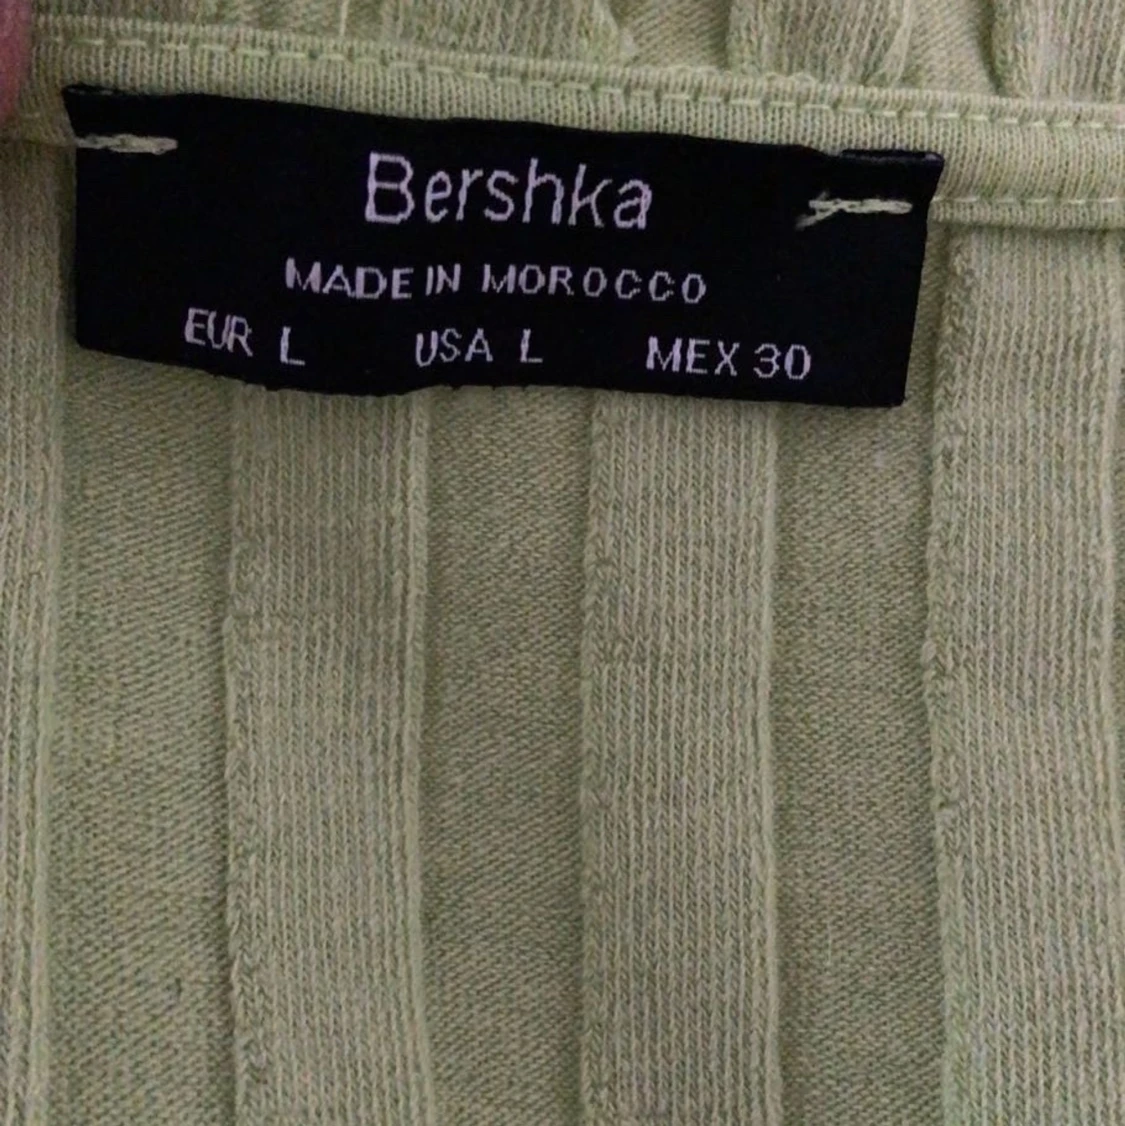 Bershka
MADE IN MOROCCO
EUR L USA L MEX 30